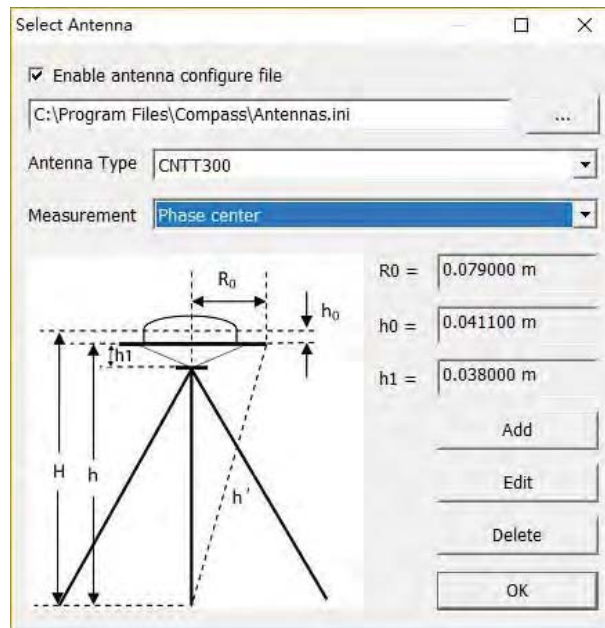 Select Antenna
Enable antenna configure file
C:\Program Files\Compass\Antennas.ini
...
Antenna Type CNTT300
Measurement Phase center
R0 = 0.079000 m
h0 = 0.041100 m
h1 = 0.038000 m
R0
h0
h1
H
h
h'
Add
Edit
Delete
OK